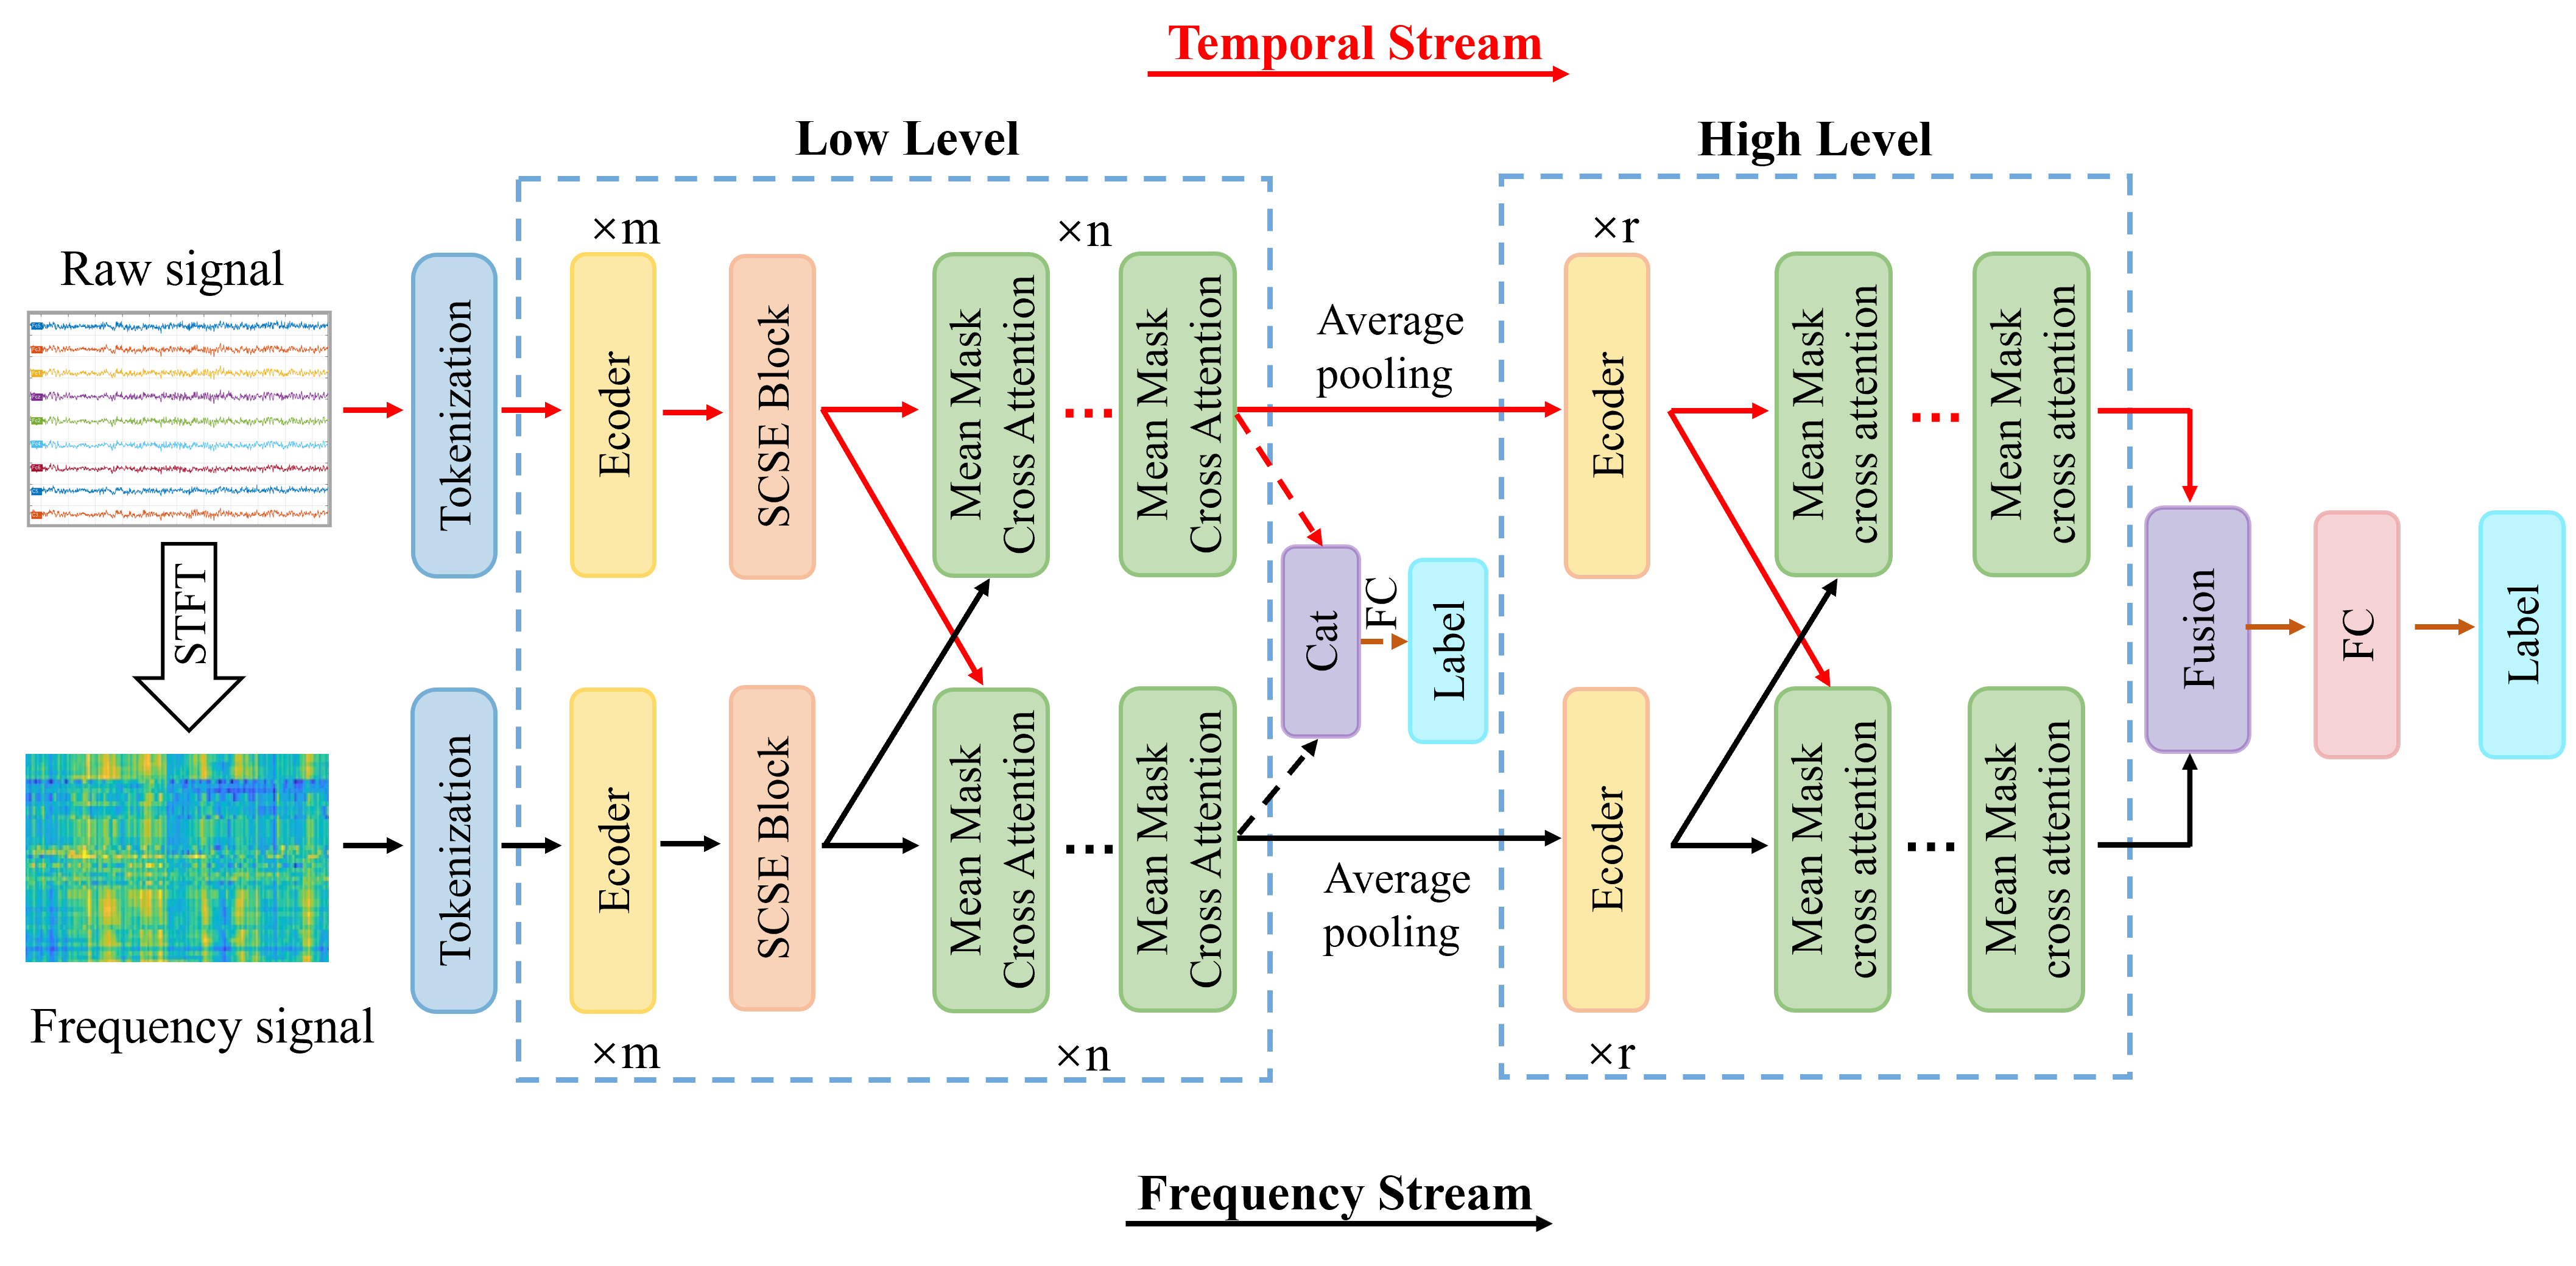 Temporal Stream
Low Level
High Level
×m
×n
×r
Raw signal
Tokenization
Ecoder
SCSE Block
Mean Mask
Cross Attention
...
Mean Mask
Cross Attention
Average
pooling
Ecoder
Mean Mask
cross attention
...
Mean Mask
cross attention
STFT
Cat
FC
Label
Fusion
FC
Label
Tokenization
Ecoder
SCSE Block
Mean Mask
Cross Attention
...
Mean Mask
Cross Attention
Average
pooling
Ecoder
Mean Mask
cross attention
...
Mean Mask
cross attention
Frequency signal
×m
×n
×r
Frequency Stream